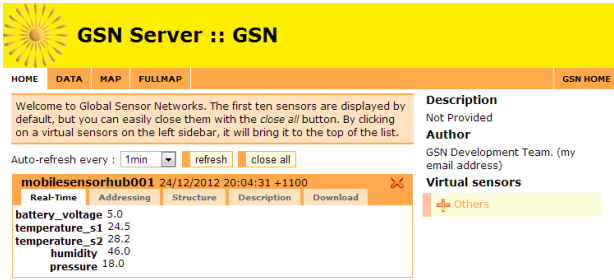 GSN Server :: GSN
HOME DATA MAP FULLMAP GSN HOME
Welcome to Global Sensor Networks. The first ten sensors are displayed by
default, but you can easily close them with the close all button. By clicking
on a virtual sensors on the left sidebar, it will bring it to the top of the list.
Auto-refresh every : 1min refresh close all
mobilesensorhub001 24/12/2012 20:04:31 +1100
Real-Time Addressing Structure Description Download
battery_voltage 5.0
temperature_s1 24.5
temperature_s2 28.2
humidity 46.0
pressure 18.0
Description
Not Provided
Author
GSN Development Team. (my
email address)
Virtual sensors
Others